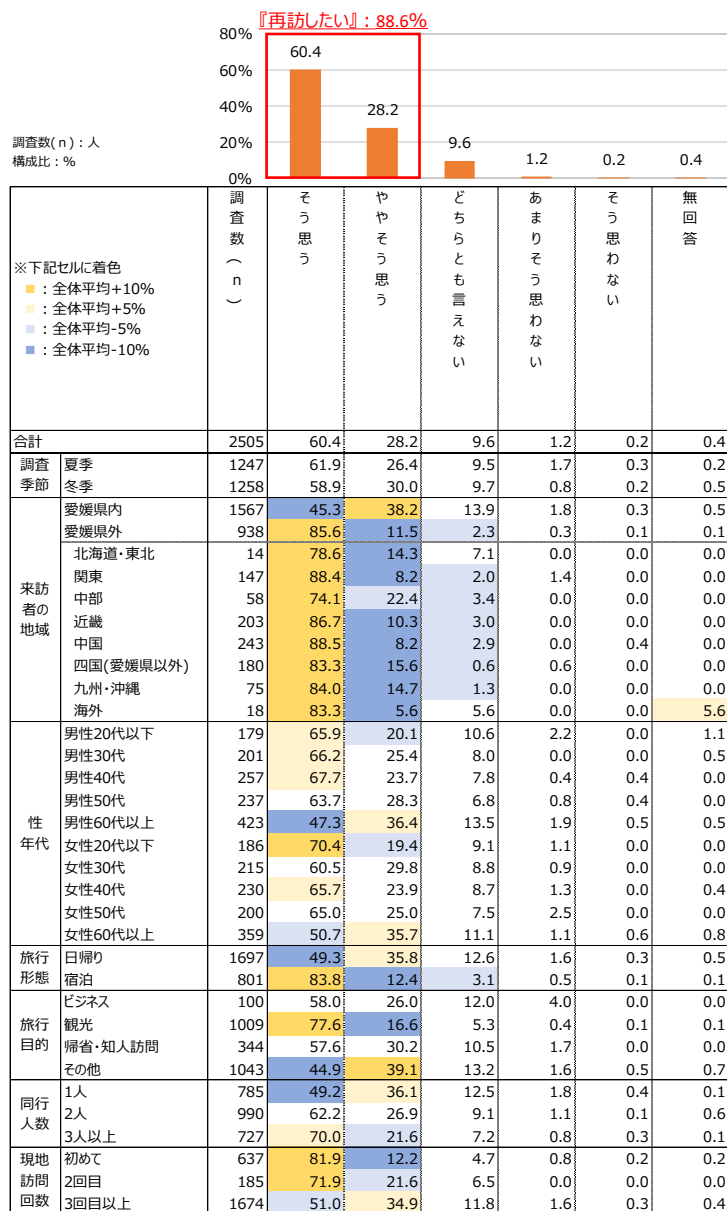 『再訪したい』：88.6%
80%
60%
40%
20%
0%
60.4
28.2
9.6
1.2
0.2
0.4
調査数(ｎ)：人
構成比：%
※下記セルに着色
■：全体平均+10%
■：全体平均+5%
■：全体平均-5%
■：全体平均-10%
調査数（ｎ） そう思う ややそう思う どちらとも言えない あまりそう思わない そう思わない 無回答
合計 2505 60.4 28.2 9.6 1.2 0.2 0.4
調査季節
夏季 1247 61.9 26.4 9.5 1.7 0.3 0.2
冬季 1258 58.9 30.0 9.7 0.8 0.2 0.5
来訪者の地域
愛媛県内 1567 45.3 38.2 13.9 1.8 0.3 0.5
愛媛県外 938 85.6 11.5 2.3 0.3 0.1 0.1
北海道・東北 14 78.6 14.3 7.1 0.0 0.0 0.0
関東 147 88.4 8.2 2.0 1.4 0.0 0.0
中部 58 74.1 22.4 3.4 0.0 0.0 0.0
近畿 203 86.7 10.3 3.0 0.0 0.0 0.0
中国 243 88.5 8.2 2.9 0.0 0.4 0.0
四国(愛媛県以外) 180 83.3 15.6 0.6 0.6 0.0 0.0
九州・沖縄 75 84.0 14.7 1.3 0.0 0.0 0.0
海外 18 83.3 5.6 5.6 0.0 0.0 5.6
性年代
男性20代以下 179 65.9 20.1 10.6 2.2 0.0 1.1
男性30代 201 66.2 25.4 8.0 0.0 0.0 0.5
男性40代 257 67.7 23.7 7.8 0.4 0.4 0.0
男性50代 237 63.7 28.3 6.8 0.8 0.4 0.0
男性60代以上 423 47.3 36.4 13.5 1.9 0.5 0.5
女性20代以下 186 70.4 19.4 9.1 1.1 0.0 0.0
女性30代 215 60.5 29.8 8.8 0.9 0.0 0.0
女性40代 230 65.7 23.9 8.7 1.3 0.0 0.4
女性50代 200 65.0 25.0 7.5 2.5 0.0 0.0
女性60代以上 359 50.7 35.7 11.1 1.1 0.6 0.8
旅行形態
日帰り 1697 49.3 35.8 12.6 1.6 0.3 0.5
宿泊 801 83.8 12.4 3.1 0.5 0.1 0.1
旅行目的
ビジネス 100 58.0 26.0 12.0 4.0 0.0 0.0
観光 1009 77.6 16.6 5.3 0.4 0.1 0.1
帰省・知人訪問 344 57.6 30.2 10.5 1.7 0.0 0.0
その他 1043 44.9 39.1 13.2 1.6 0.5 0.7
同行人数
1人 785 49.2 36.1 12.5 1.8 0.4 0.1
2人 990 62.2 26.9 9.1 1.1 0.1 0.6
3人以上 727 70.0 21.6 7.2 0.8 0.3 0.1
現地訪問回数
初めて 637 81.9 12.2 4.7 0.8 0.2 0.2
2回目 185 71.9 21.6 6.5 0.0 0.0 0.0
3回目以上 1674 51.0 34.9 11.8 1.6 0.3 0.4